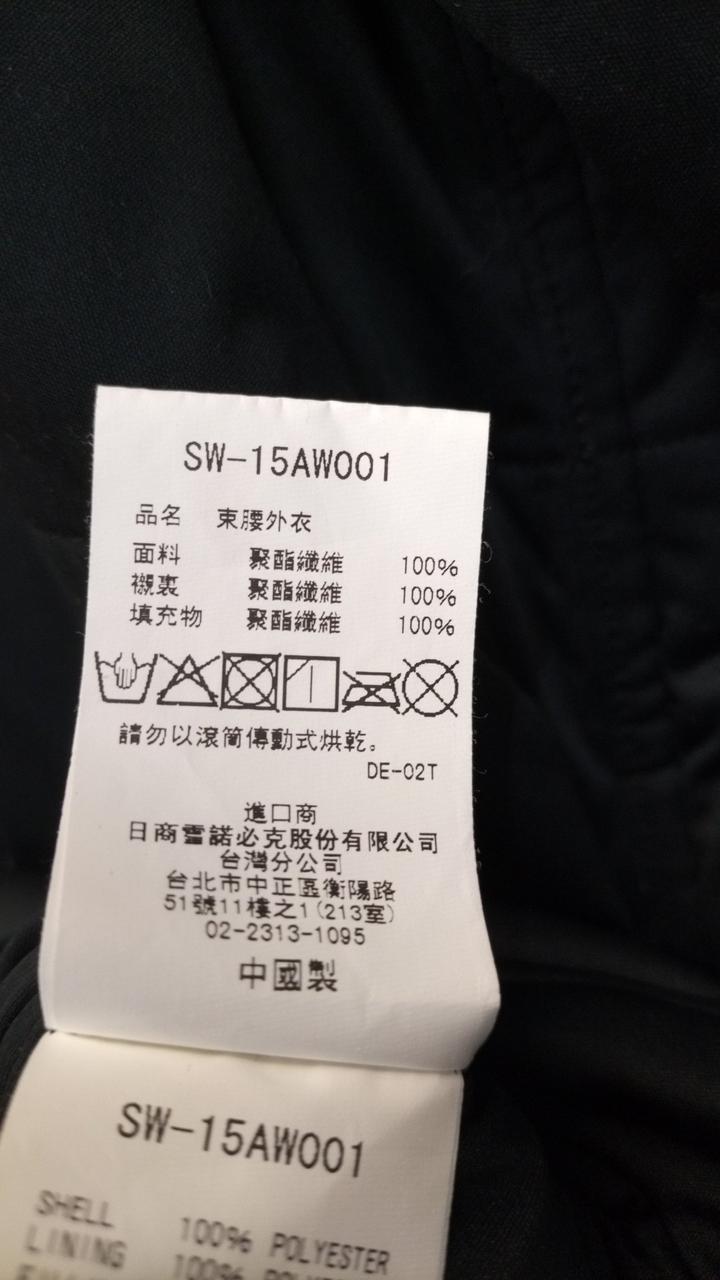 SW-15AW001
品名 束腰外衣
面料 聚酯纖維 100%
襯裏 聚酯纖維 100%
填充物 聚酯纖維 100%
請勿以滾筒傳動式烘乾。
DE-02T
進口商
日商雪諾必克股份有限公司
台灣分公司
台北市中正區衡陽路
51號11樓之1(213室)
02-2313-1095
中國製
SW-15AW001
SHELL 100% POLYESTER
LINING 100%